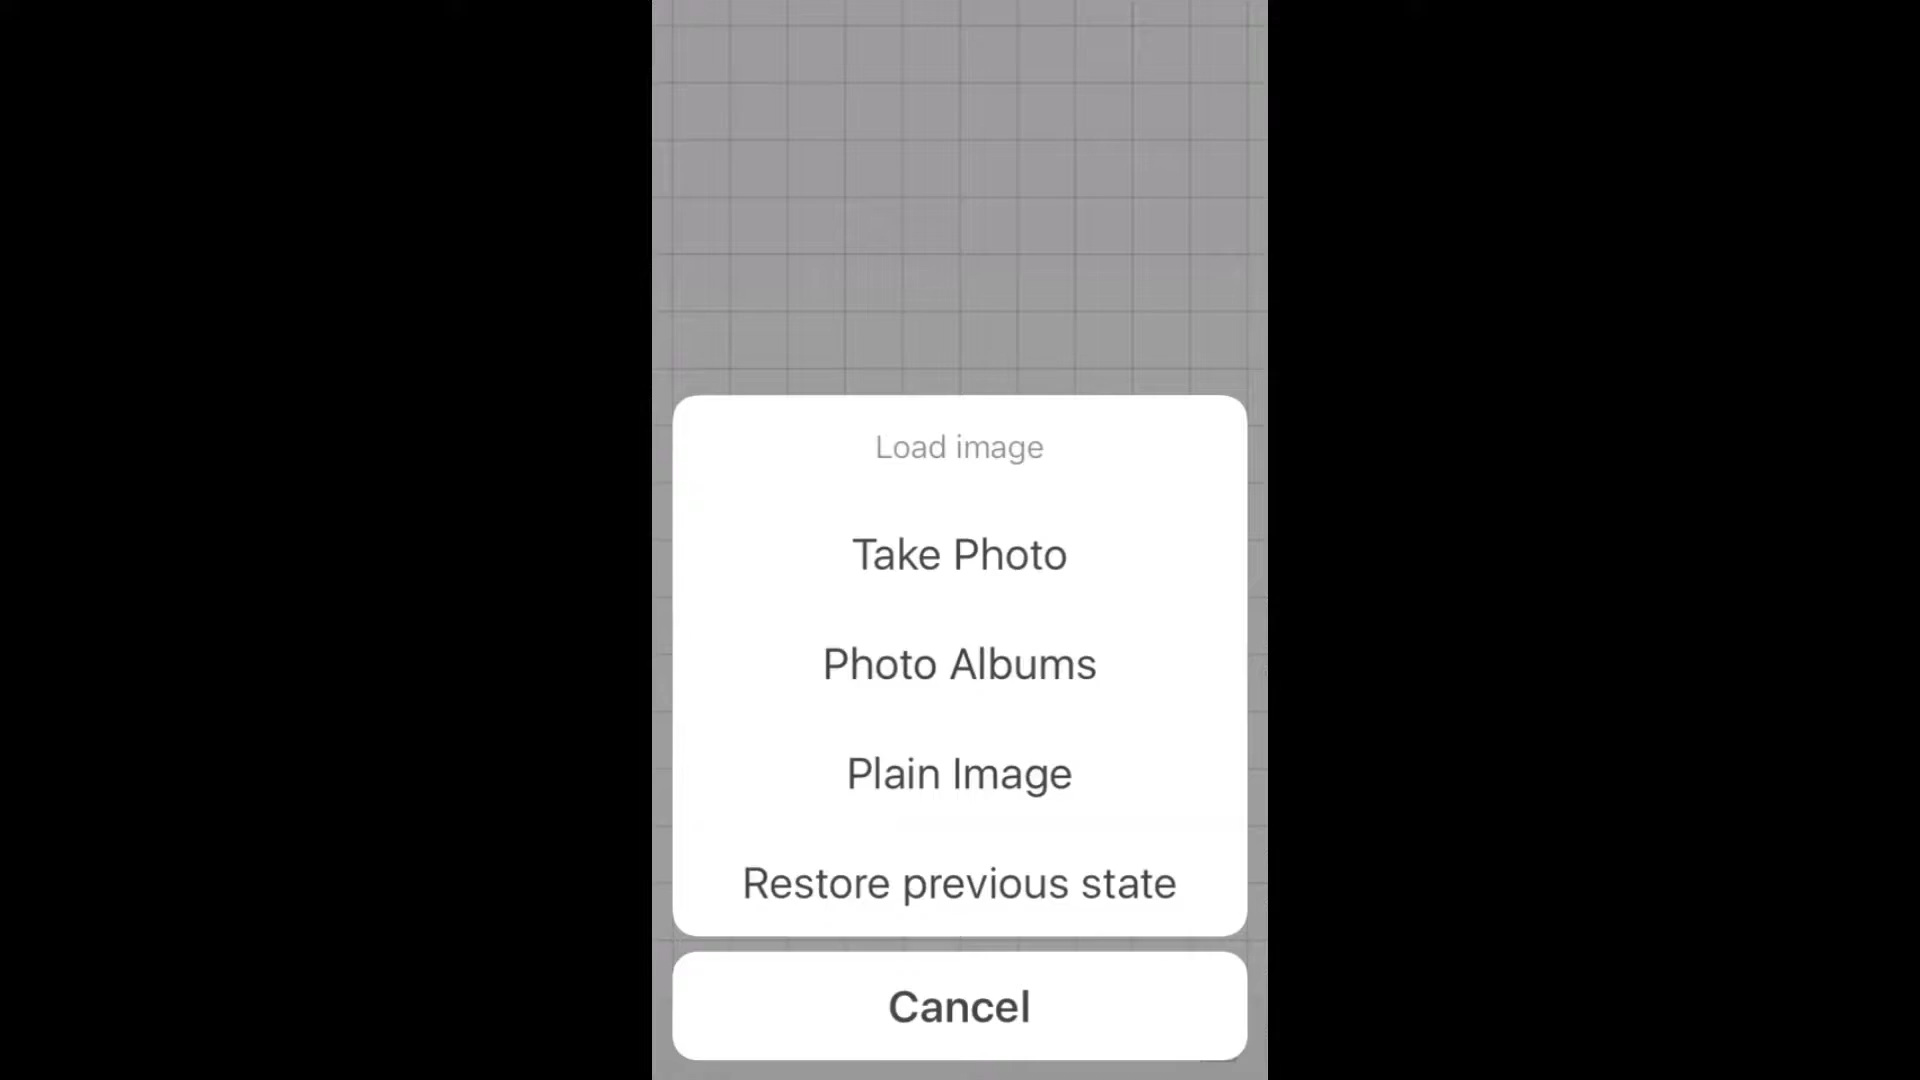 Load image
Take Photo
Photo Albums
Plain Image
Restore previous state
Cancel